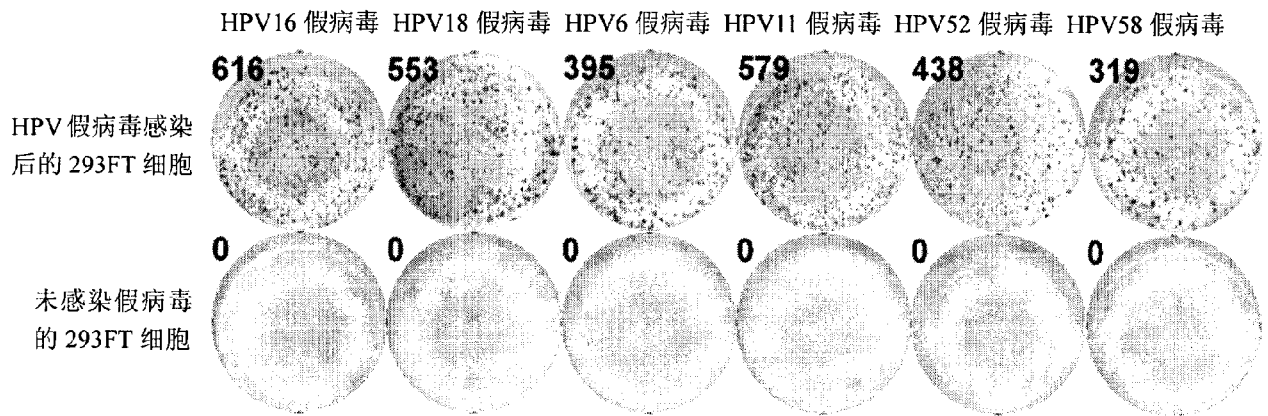 HPV16 假病毒 HPV18 假病毒 HPV6 假病毒 HPV11 假病毒 HPV52 假病毒 HPV58 假病毒
616 553 395 579 438 319
HPV 假病毒感染
后的 293FT 细胞
0 0 0 0 0 0
未感染假病毒
的 293FT 细胞